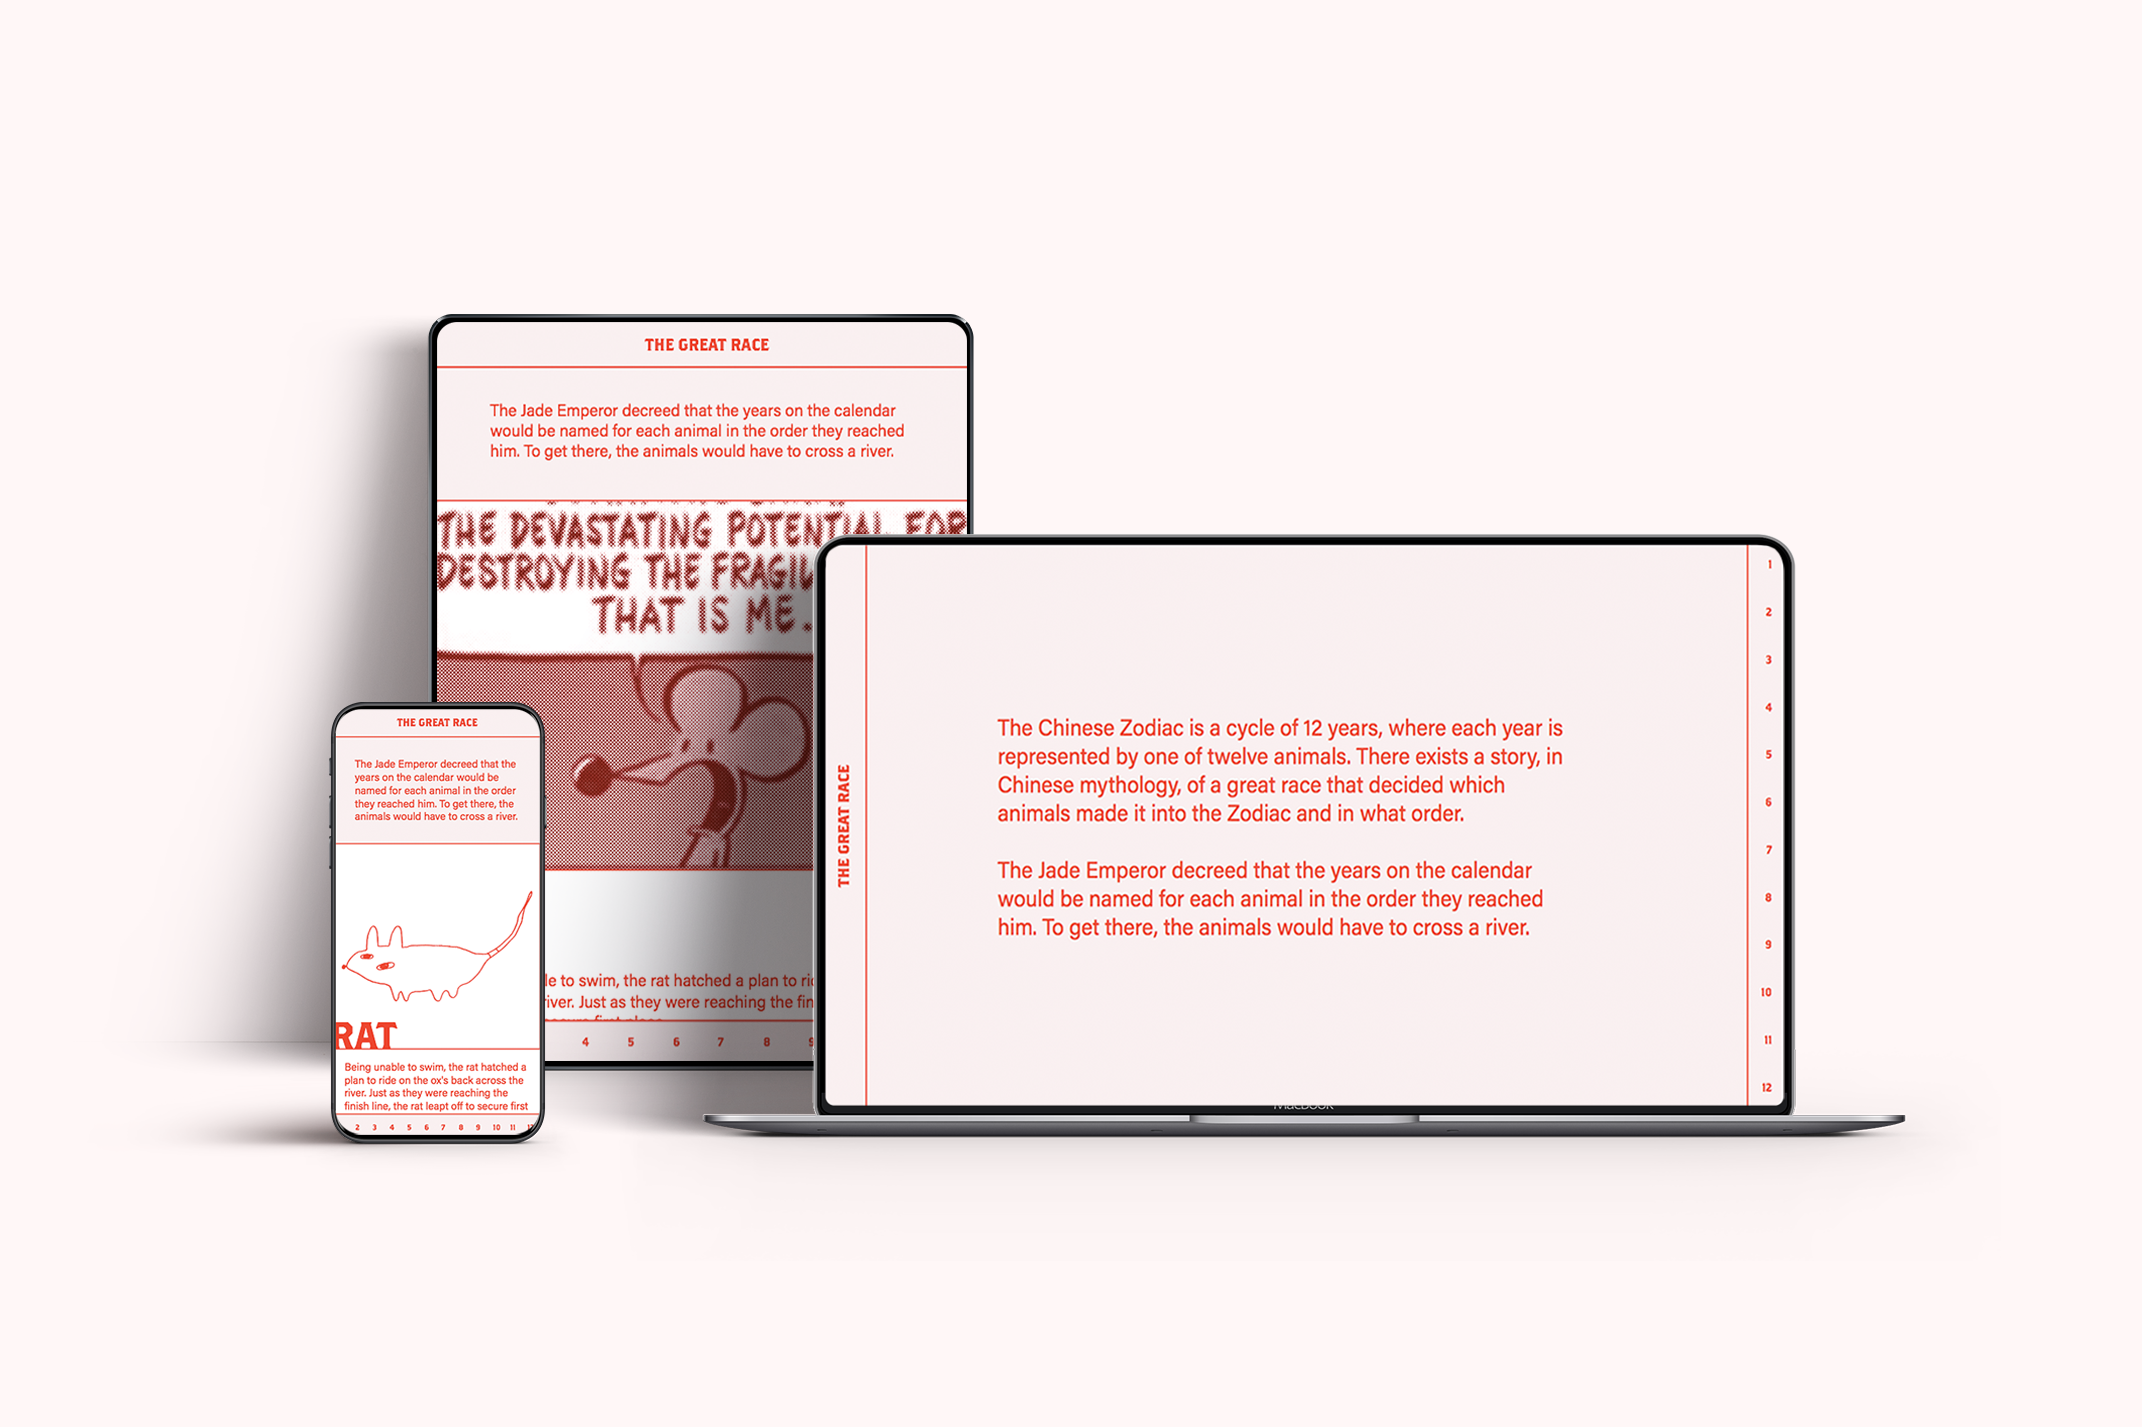 THE GREAT RACE
The Jade Emperor decreed that the years on the calendar
would be named for each animal in the order they reached
him. To get there, the animals would have to cross a river.
THE DEVASTATING POTENTIAL FOR
DESTROYING THE
THAT IS ME.
to swim, the rat hatched a plan to
river. Just as they were reaching the
4 5 6 7 8 9
THE GREAT RACE
The Jade Emperor decreed that the
years on the calendar would be
named for each animal in the order
they reached him. To get there, the
animals would have to cross a river.
RAT
Being unable to swim, the rat hatched a
plan to ride on the ox's back across the
river. Just as they were reaching the
finish line, the rat leapt off to secure first
2 3 4 5 6 7 8 9 10 11
THE GREAT RACE
The Chinese Zodiac is a cycle of 12 years, where each year is
represented by one of twelve animals. There exists a story, in
Chinese mythology, of a great race that decided which
animals made it into the Zodiac and in what order.
The Jade Emperor decreed that the years on the calendar
would be named for each animal in the order they reached
him. To get there, the animals would have to cross a river.
1
2
3
4
5
6
7
8
9
10
11
12
MacBook